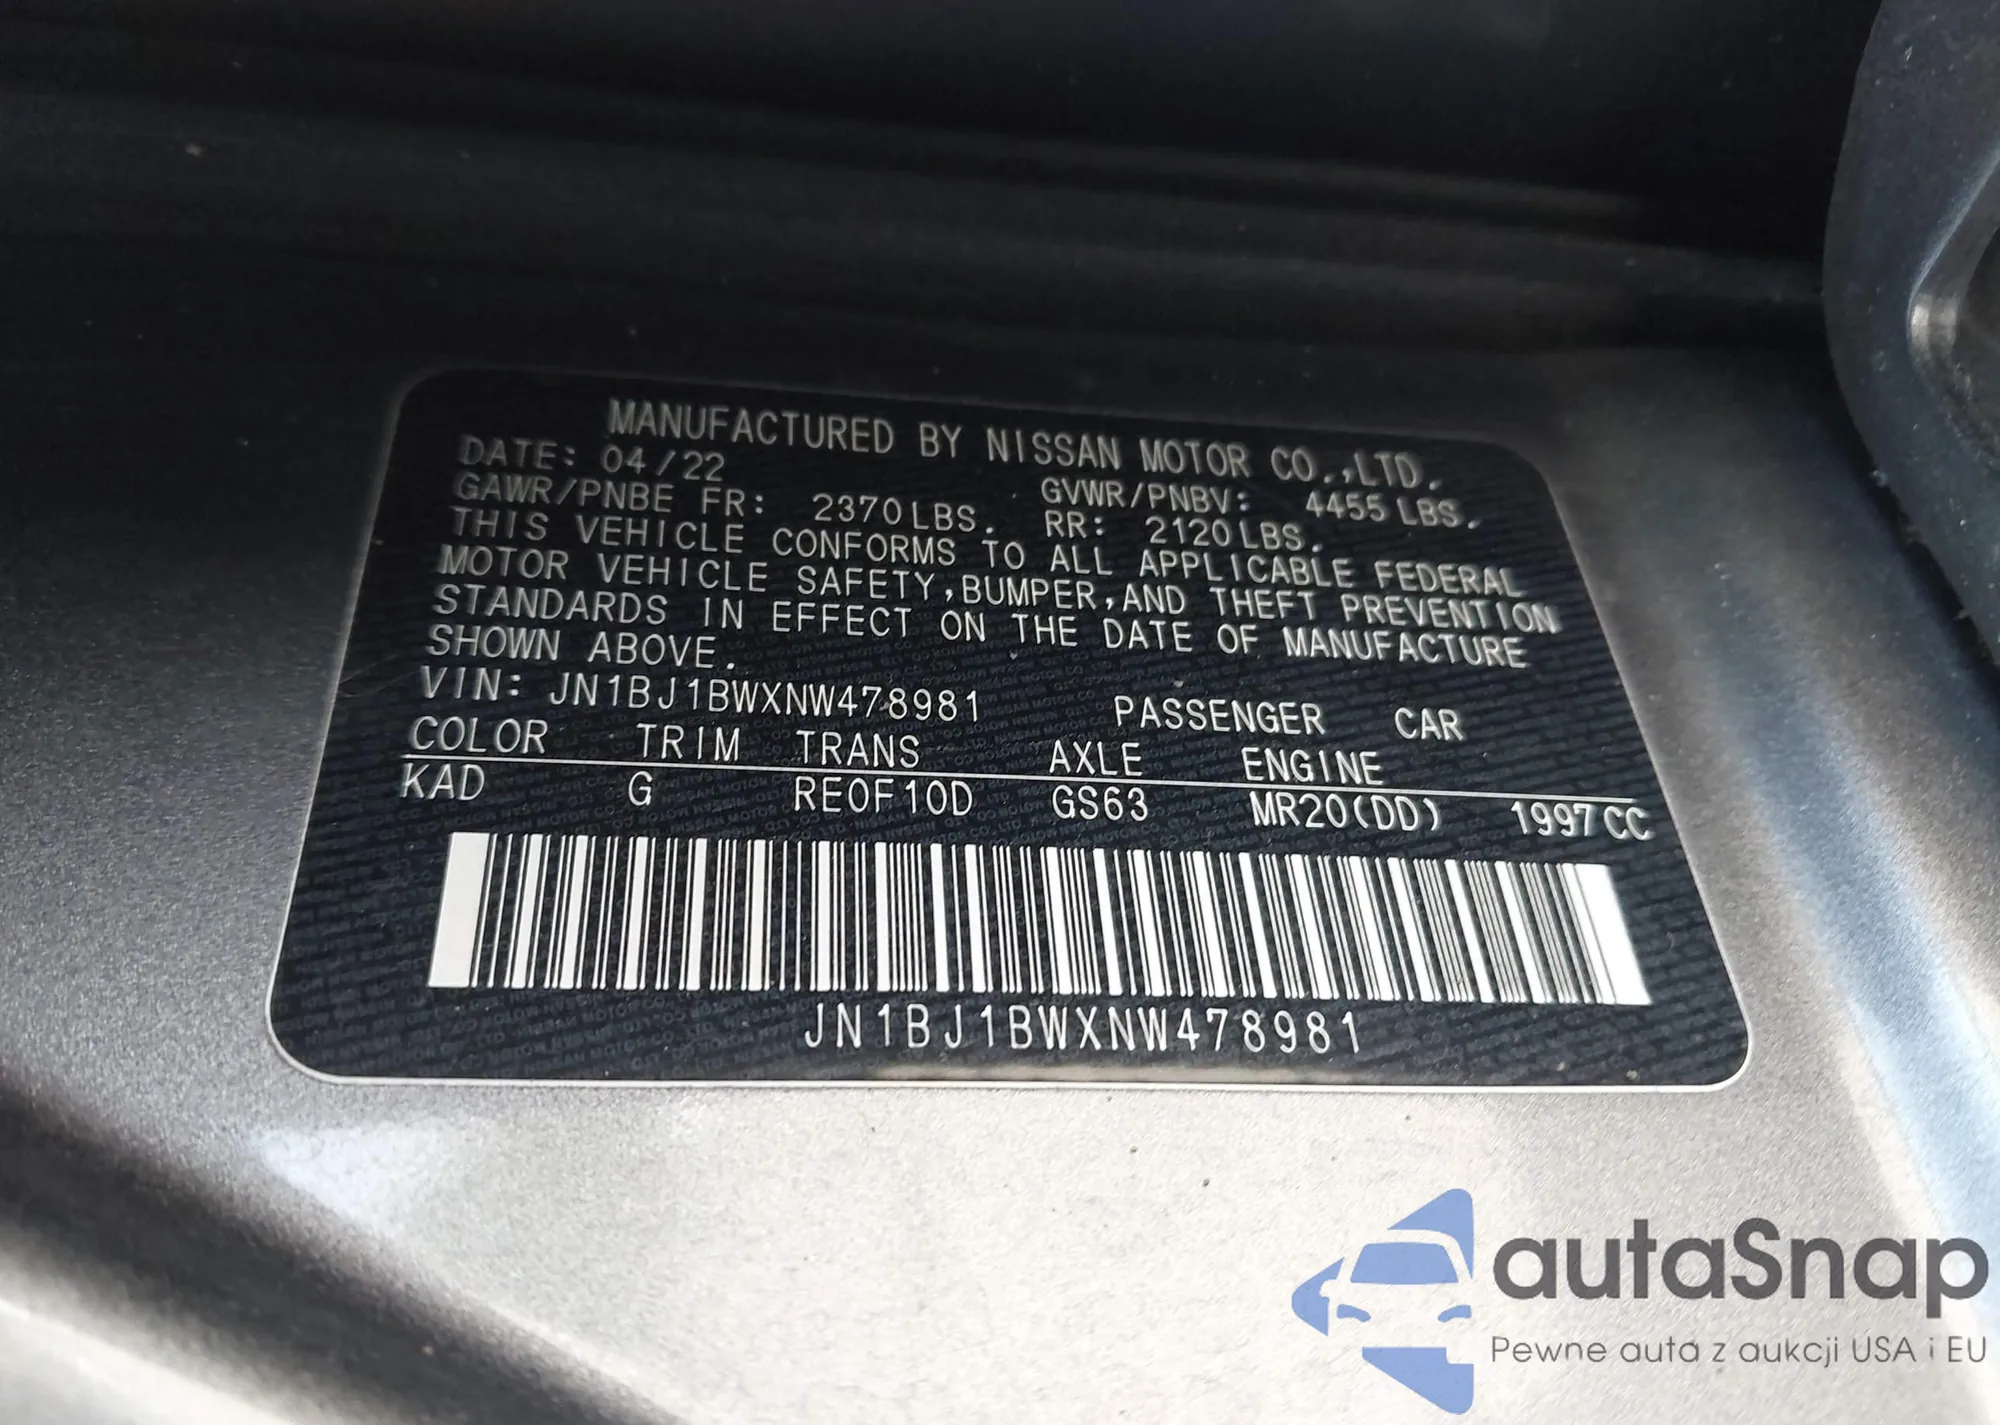 MANUFACTURED BY NISSAN MOTOR CO.,LTD.
DATE: 04/22 GVWR/PNBV: 4455 LBS.
GAWR/PNBE FR: 2370LBS. RR: 2120LBS.
THIS VEHICLE CONFORMS TO ALL APPLICABLE FEDERAL
MOTOR VEHICLE SAFETY,BUMPER,AND THEFT PREVENTION
STANDARDS IN EFFECT ON THE DATE OF MANUFACTURE
SHOWN ABOVE.
VIN: JN1BJ1BWXNW478981 PASSENGER CAR
COLOR TRIM TRANS AXLE ENGINE
KAD G RE0F10D GS63 MR20(DD) 1997CC
JN1BJ1BWXNW478981
autaSnap
Pewne auta z aukcji USA i EU